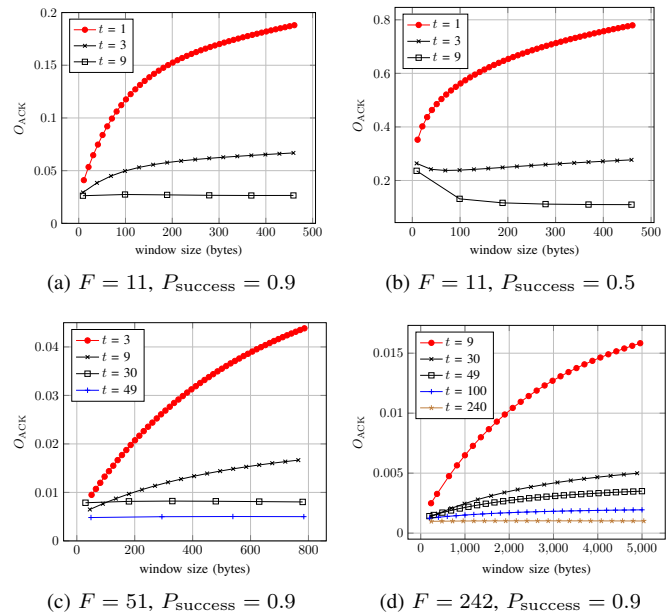 t = 1
t = 3
t = 9
0.2
0.15
0.1
0.05
0
O_ACK
0 100 200 300 400 500
window size (bytes)
(a) F = 11, P_success = 0.9
t = 1
t = 3
t = 9
0.8
0.6
0.4
0.2
O_ACK
0 100 200 300 400 500
window size (bytes)
(b) F = 11, P_success = 0.5
t = 3
t = 9
t = 30
t = 49
0.04
0.03
0.02
0.01
0
O_ACK
0 200 400 600 800
window size (bytes)
(c) F = 51, P_success = 0.9
t = 9
t = 30
t = 49
t = 100
t = 240
0.015
0.01
0.005
0
O_ACK
0 1,000 2,000 3,000 4,000 5,000
window size (bytes)
(d) F = 242, P_success = 0.9